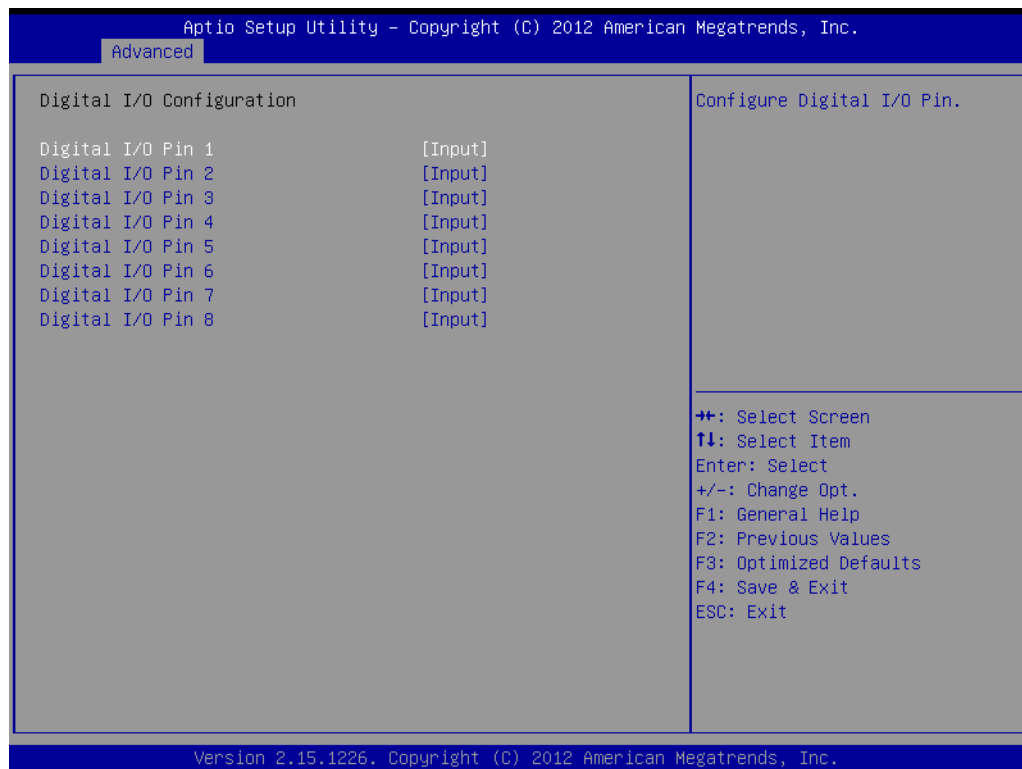 Aptio Setup Utility – Copyright (C) 2012 American Megatrends, Inc.
Advanced
Digital I/O Configuration
Digital I/O Pin 1 [Input]
Digital I/O Pin 2 [Input]
Digital I/O Pin 3 [Input]
Digital I/O Pin 4 [Input]
Digital I/O Pin 5 [Input]
Digital I/O Pin 6 [Input]
Digital I/O Pin 7 [Input]
Digital I/O Pin 8 [Input]
Configure Digital I/O Pin.
→←: Select Screen
↑↓: Select Item
Enter: Select
+/-: Change Opt.
F1: General Help
F2: Previous Values
F3: Optimized Defaults
F4: Save & Exit
ESC: Exit
Version 2.15.1226. Copyright (C) 2012 American Megatrends, Inc.